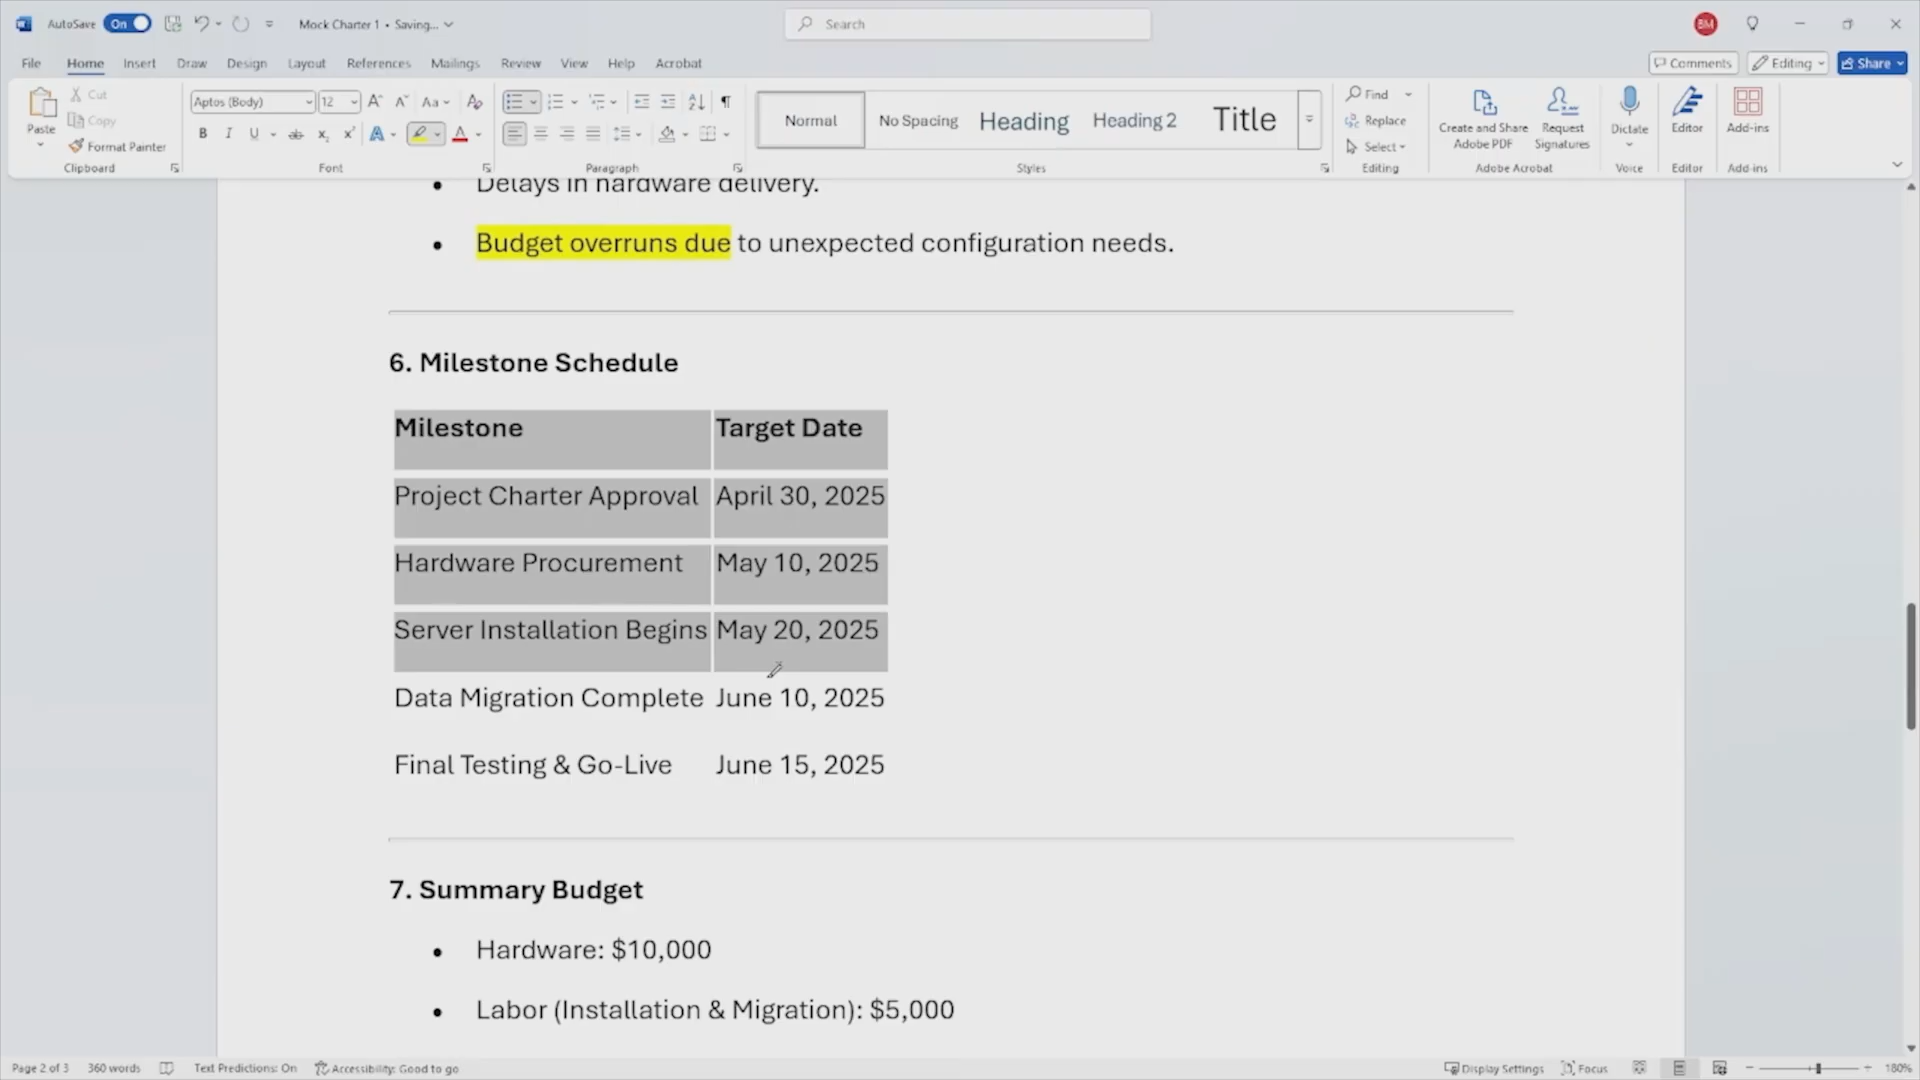 AutoSave On Mock Charter 1 • Saving... Search BM
File Home Insert Draw Design Layout References Mailings Review View Help Acrobat Comments Editing Share
Paste Cut Copy Format Painter Clipboard
Aptos (Body) 12 Aa B I U ab x₂ x² A A Font
Paragraph
Normal No Spacing Heading Heading 2 Title Styles
Find Replace Select Editing
Create and Share Adobe PDF Request Signatures Adobe Acrobat
Dictate Voice Editor Editor Add-ins Add-ins
• Delays in hardware delivery.
• Budget overruns due to unexpected configuration needs.
6. Milestone Schedule
Milestone Target Date
Project Charter Approval April 30, 2025
Hardware Procurement May 10, 2025
Server Installation Begins May 20, 2025
Data Migration Complete June 10, 2025
Final Testing & Go-Live June 15, 2025
7. Summary Budget
• Hardware: $10,000
• Labor (Installation & Migration): $5,000
Page 2 of 3 360 words Text Predictions: On Accessibility: Good to go Display Settings Focus 180%